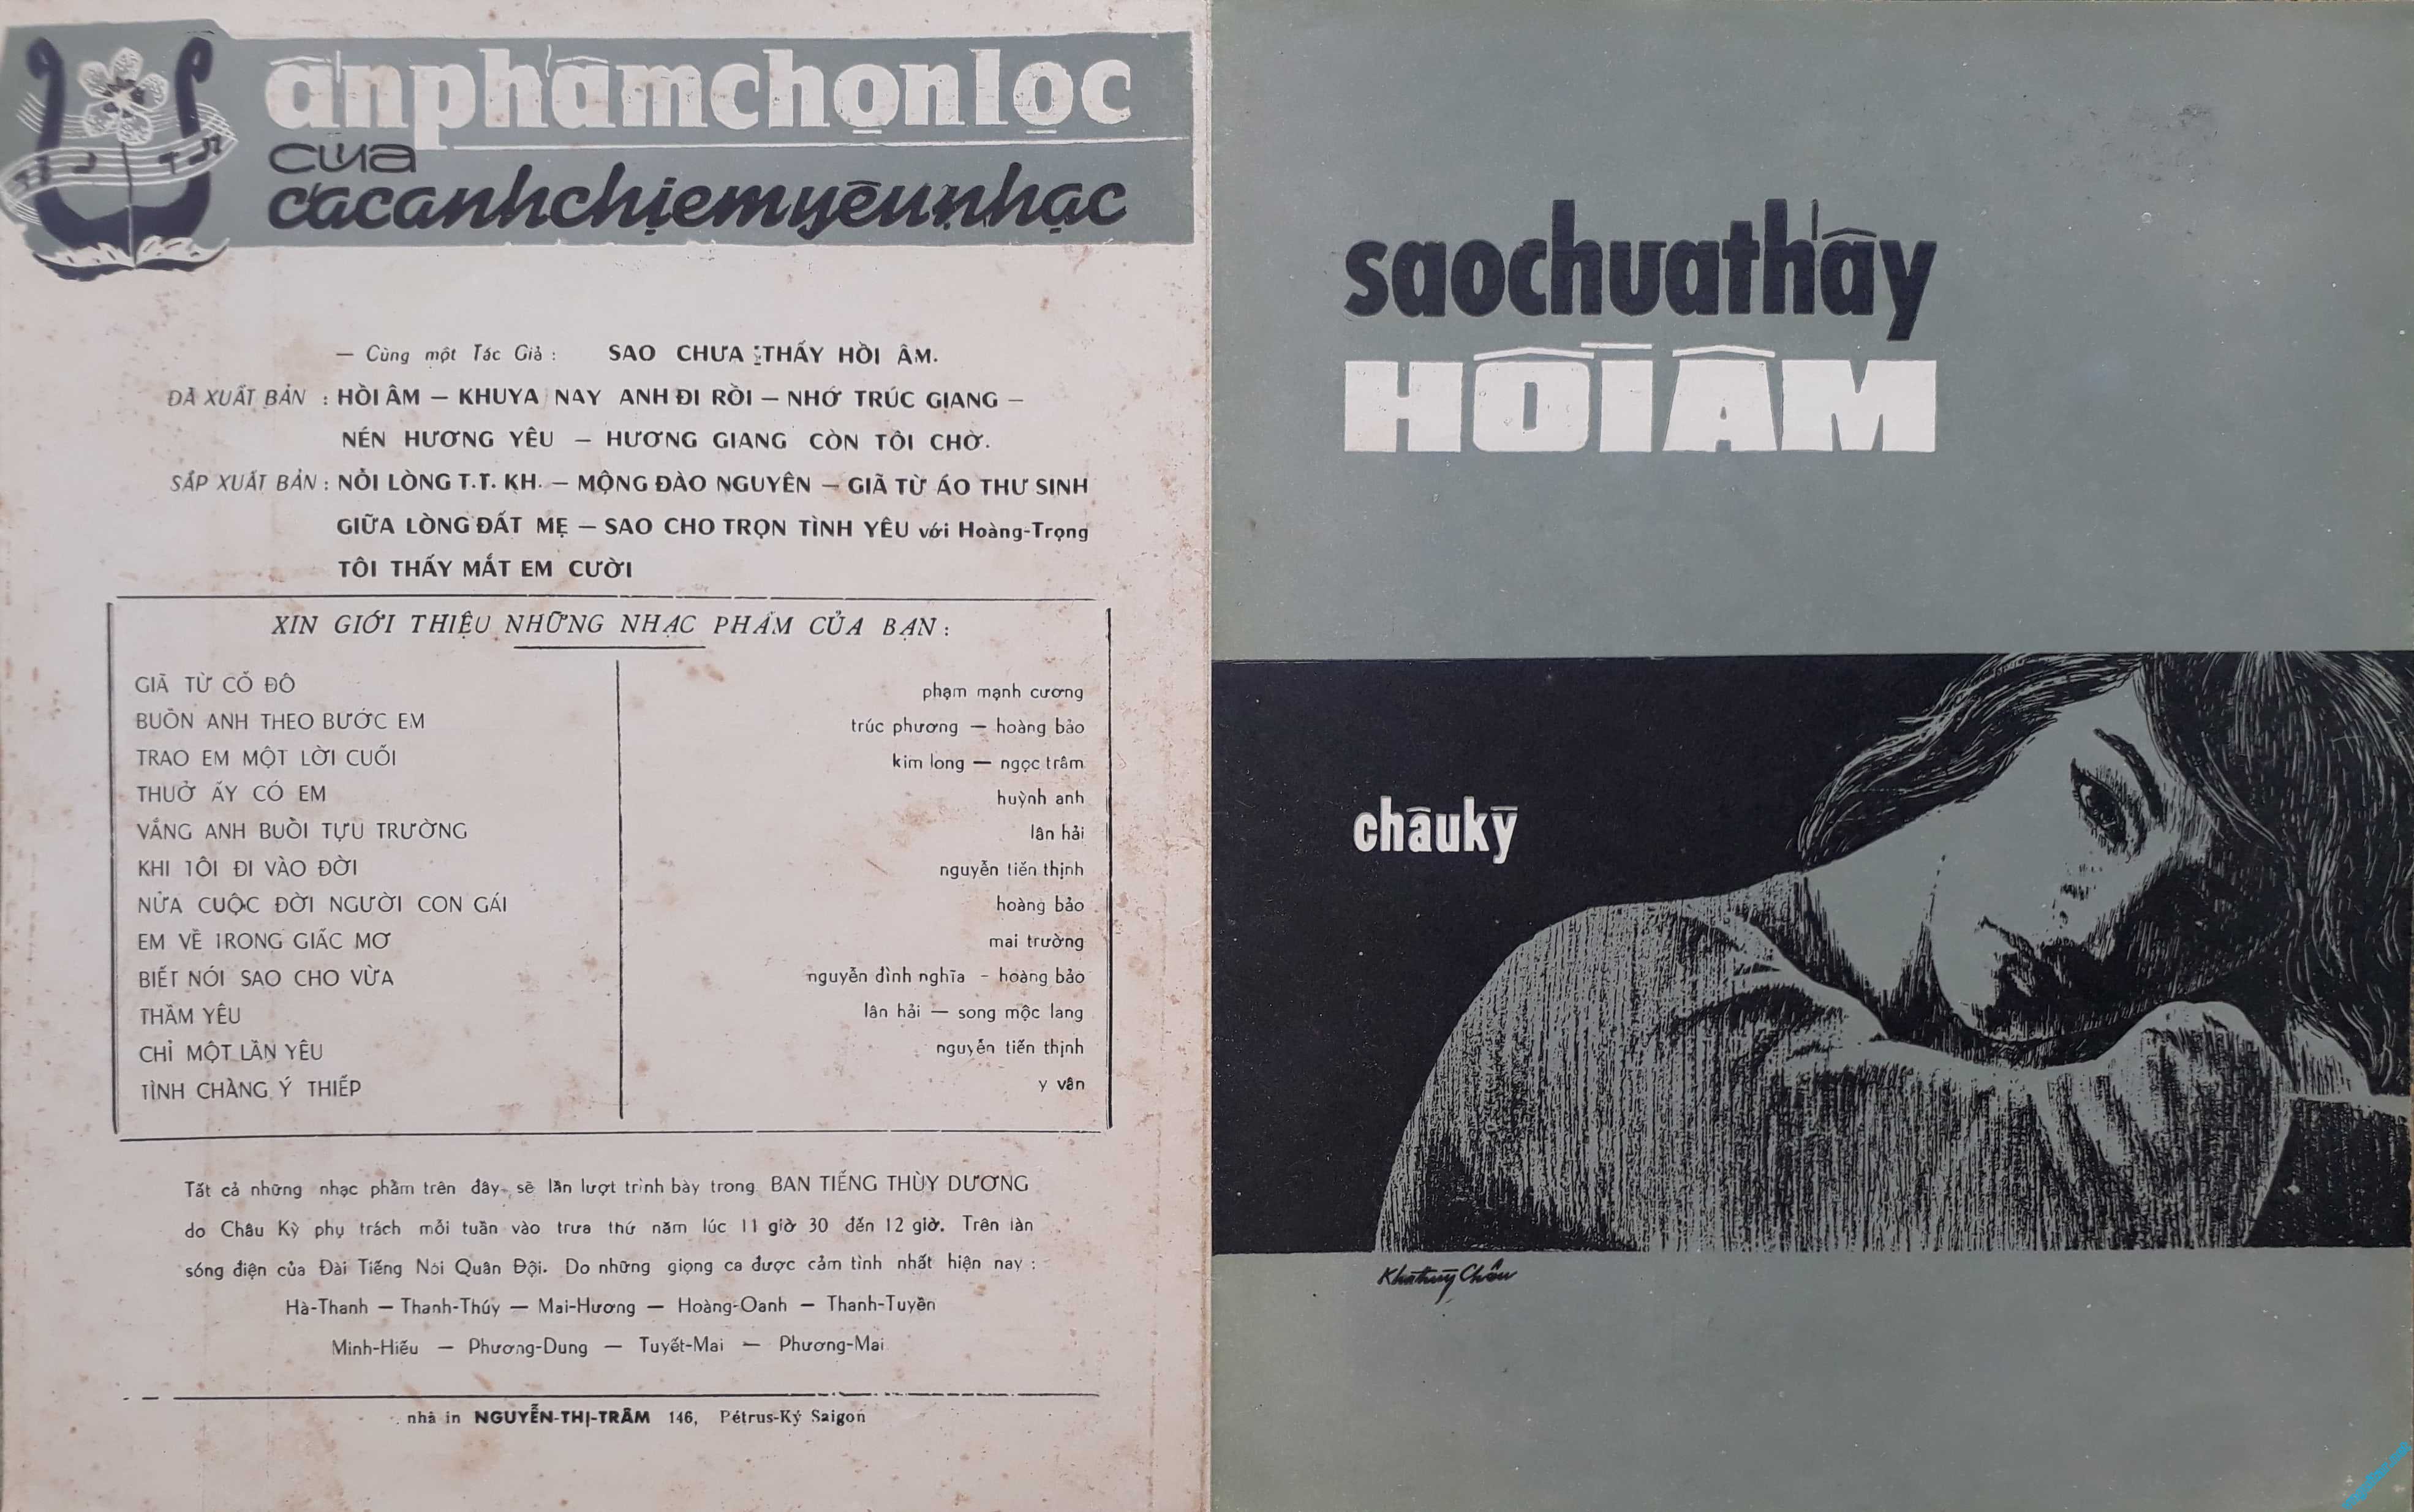 ấnphẩmchọnlọc
của
cácanhchịemyêunhạc
— Cùng một Tác Giả : SAO CHƯA THẤY HỒI ÂM.
ĐÃ XUẤT BẢN : HỒI ÂM — KHUYA NAY ANH ĐI RỒI — NHỚ TRÚC GIANG —
NÉN HƯƠNG YÊU — HƯƠNG GIANG CÒN TÔI CHỜ.
SẮP XUẤT BẢN : NỖI LÒNG T.T. KH. — MỘNG ĐÀO NGUYÊN — GIÃ TỪ ÁO THƯ SINH
GIỮA LÒNG ĐẤT MẸ — SAO CHO TRỌN TÌNH YÊU với Hoàng-Trọng
TÔI THẤY MẮT EM CƯỜI
XIN GIỚI THIỆU NHỮNG NHẠC PHẨM CỦA BẠN :
GIÃ TỪ CỐ ĐÔ phạm mạnh cương
BUỒN ANH THEO BƯỚC EM trúc phương — hoàng bảo
TRAO EM MỘT LỜI CUỐI kim long — ngọc trâm
THUỞ ẤY CÓ EM huỳnh anh
VẮNG ANH BUỔI TỰU TRƯỜNG lân hải
KHI TÔI ĐI VÀO ĐỜI nguyễn tiến thịnh
NỬA CUỘC ĐỜI NGƯỜI CON GÁI hoàng bảo
EM VỀ TRONG GIẤC MƠ mai trường
BIẾT NÓI SAO CHO VỪA nguyễn đình nghĩa - hoàng bảo
THẦM YÊU lân hải — song mộc lang
CHỈ MỘT LẦN YÊU nguyễn tiến thịnh
TÌNH CHÀNG Ý THIẾP y vân
Tất cả những nhạc phẩm trên đây sẽ lần lượt trình bày trong BAN TIẾNG THÙY DƯƠNG
do Châu Kỳ phụ trách mỗi tuần vào trưa thứ năm lúc 11 giờ 30 đến 12 giờ. Trên làn
sóng điện của Đài Tiếng Nói Quân Đội. Do những giọng ca được cảm tình nhất hiện nay :
Hà-Thanh — Thanh-Thúy — Mai-Hương — Hoàng-Oanh — Thanh-Tuyền
Minh-Hiếu — Phương-Dung — Tuyết-Mai — Phương-Mai
nhà in NGUYỄN-THỊ-TRÂM 146, Pétrus-Ký Saigon
saochưathấy
HỒIÂM
châukỳ
Khathùy Châu